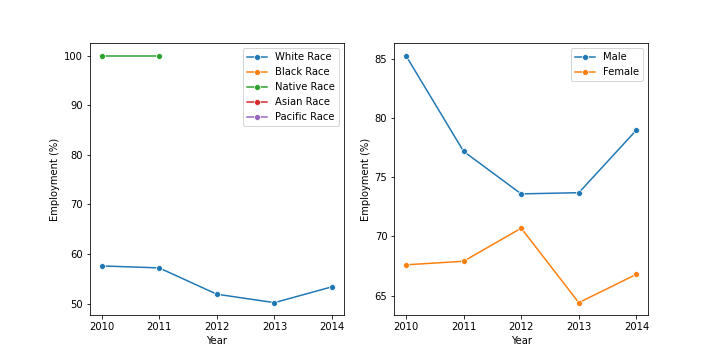 100
90
80
70
60
50
Employment (%)
2010 2011 2012 2013 2014
Year
White Race
Black Race
Native Race
Asian Race
Pacific Race
85
80
75
70
65
Employment (%)
2010 2011 2012 2013 2014
Year
Male
Female